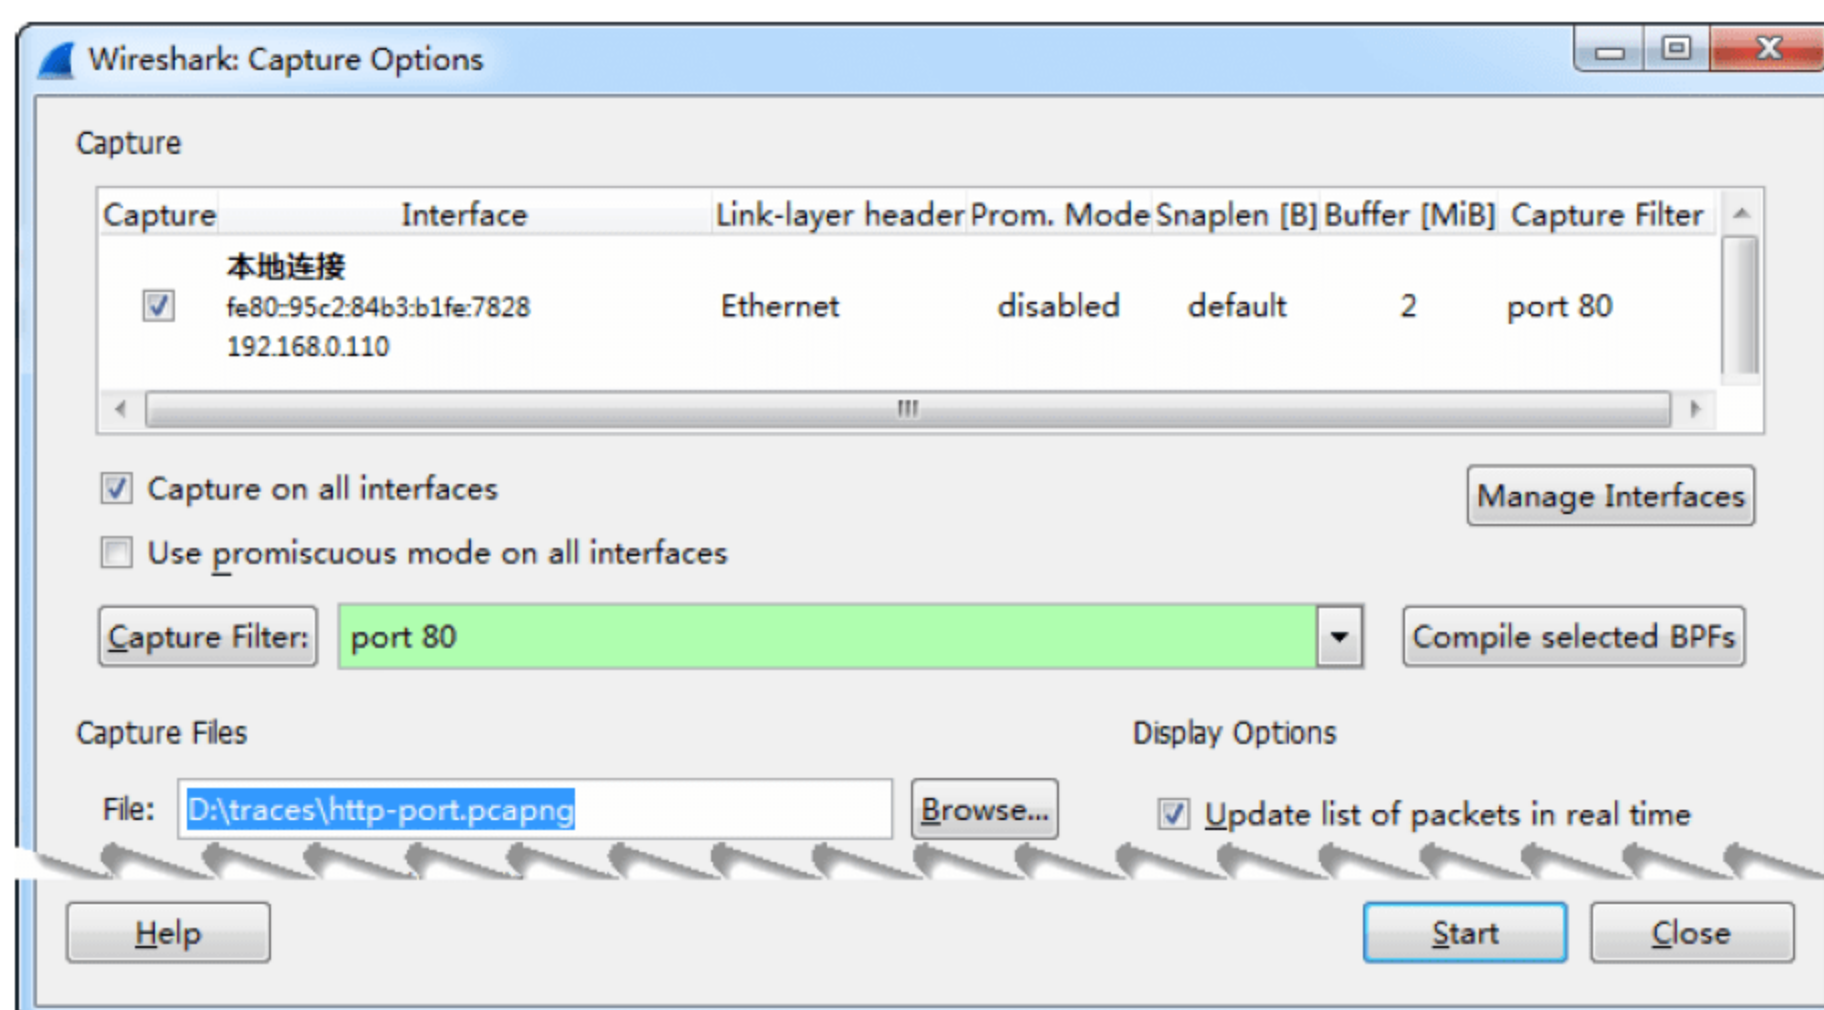 Wireshark: Capture Options
Capture
Capture Interface Link-layer header Prom. Mode Snaplen [B] Buffer [MiB] Capture Filter
本地连接
fe80::95c2:84b3:b1fe:7828 Ethernet disabled default 2 port 80
192.168.0.110
Capture on all interfaces
Manage Interfaces
Use promiscuous mode on all interfaces
Capture Filter: port 80 Compile selected BPFs
Capture Files Display Options
File: D:\traces\http-port.pcapng Browse... Update list of packets in real time
Help Start Close